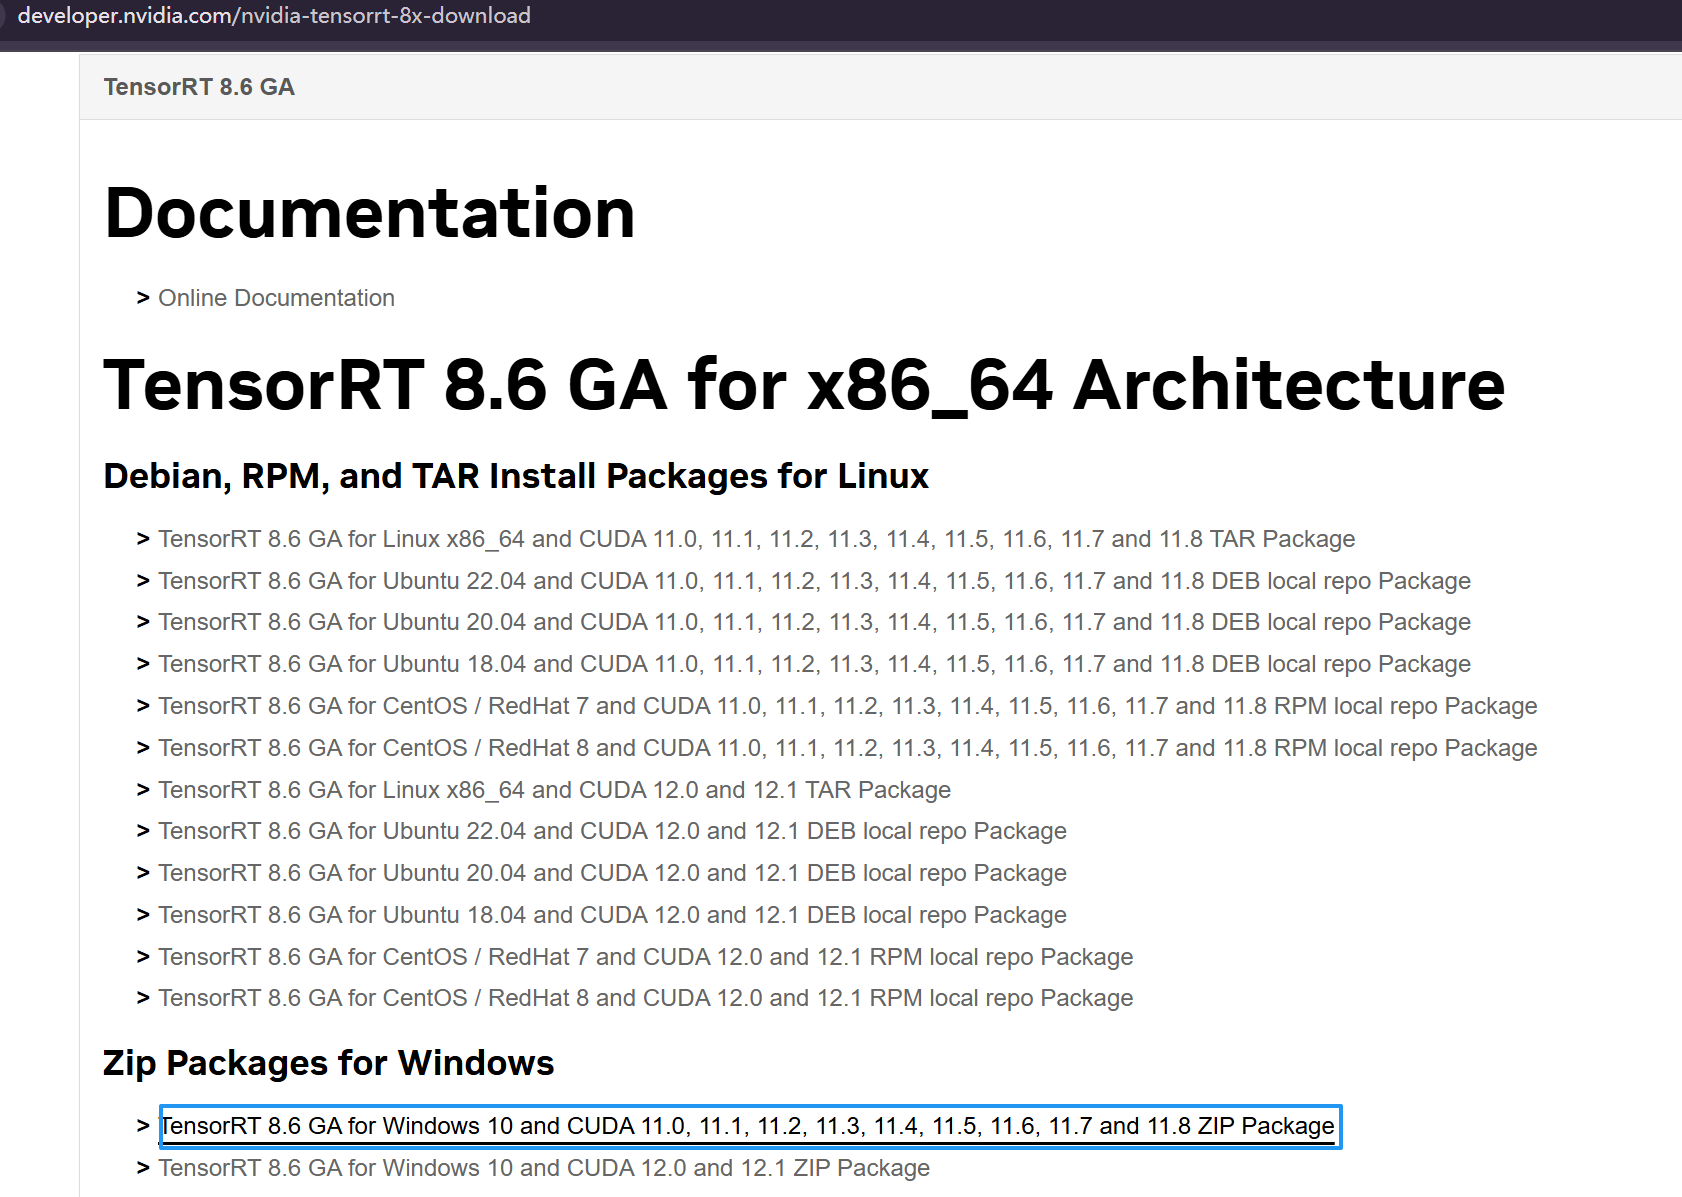 developer.nvidia.com/nvidia-tensorrt-8x-download
TensorRT 8.6 GA
Documentation
> Online Documentation
TensorRT 8.6 GA for x86_64 Architecture
Debian, RPM, and TAR Install Packages for Linux
> TensorRT 8.6 GA for Linux x86_64 and CUDA 11.0, 11.1, 11.2, 11.3, 11.4, 11.5, 11.6, 11.7 and 11.8 TAR Package
> TensorRT 8.6 GA for Ubuntu 22.04 and CUDA 11.0, 11.1, 11.2, 11.3, 11.4, 11.5, 11.6, 11.7 and 11.8 DEB local repo Package
> TensorRT 8.6 GA for Ubuntu 20.04 and CUDA 11.0, 11.1, 11.2, 11.3, 11.4, 11.5, 11.6, 11.7 and 11.8 DEB local repo Package
> TensorRT 8.6 GA for Ubuntu 18.04 and CUDA 11.0, 11.1, 11.2, 11.3, 11.4, 11.5, 11.6, 11.7 and 11.8 DEB local repo Package
> TensorRT 8.6 GA for CentOS / RedHat 7 and CUDA 11.0, 11.1, 11.2, 11.3, 11.4, 11.5, 11.6, 11.7 and 11.8 RPM local repo Package
> TensorRT 8.6 GA for CentOS / RedHat 8 and CUDA 11.0, 11.1, 11.2, 11.3, 11.4, 11.5, 11.6, 11.7 and 11.8 RPM local repo Package
> TensorRT 8.6 GA for Linux x86_64 and CUDA 12.0 and 12.1 TAR Package
> TensorRT 8.6 GA for Ubuntu 22.04 and CUDA 12.0 and 12.1 DEB local repo Package
> TensorRT 8.6 GA for Ubuntu 20.04 and CUDA 12.0 and 12.1 DEB local repo Package
> TensorRT 8.6 GA for Ubuntu 18.04 and CUDA 12.0 and 12.1 DEB local repo Package
> TensorRT 8.6 GA for CentOS / RedHat 7 and CUDA 12.0 and 12.1 RPM local repo Package
> TensorRT 8.6 GA for CentOS / RedHat 8 and CUDA 12.0 and 12.1 RPM local repo Package
Zip Packages for Windows
> TensorRT 8.6 GA for Windows 10 and CUDA 11.0, 11.1, 11.2, 11.3, 11.4, 11.5, 11.6, 11.7 and 11.8 ZIP Package
> TensorRT 8.6 GA for Windows 10 and CUDA 12.0 and 12.1 ZIP Package